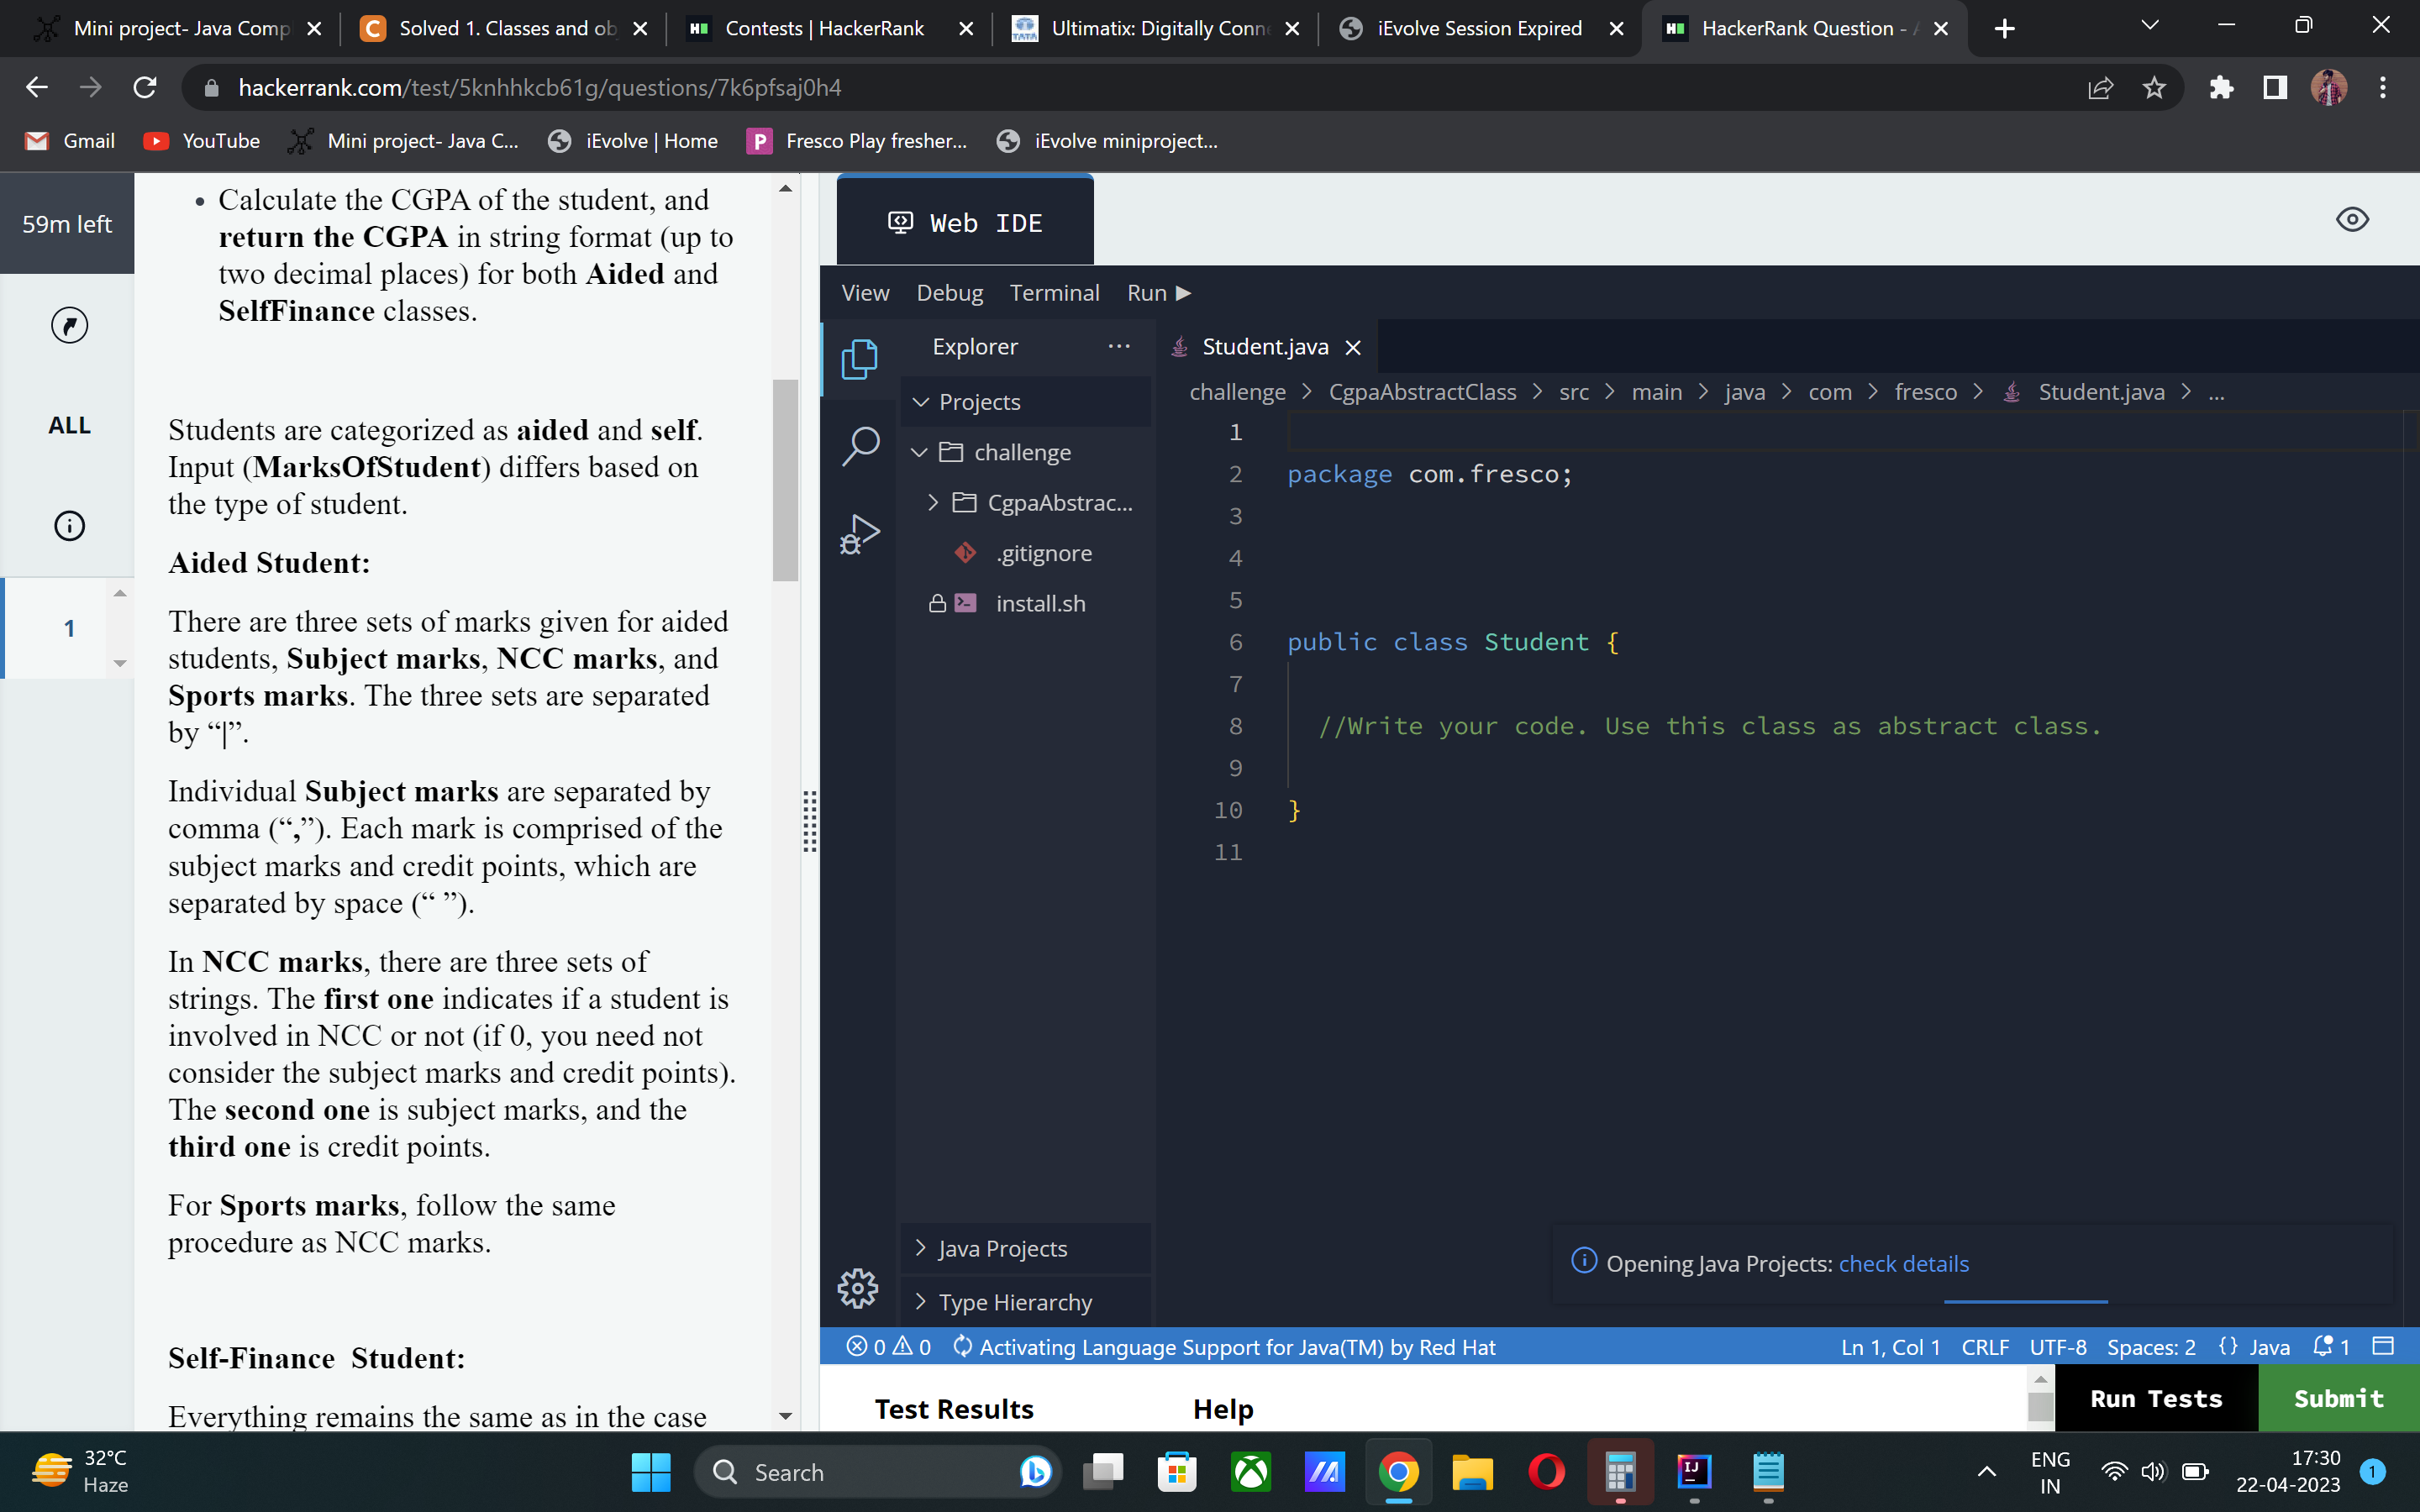 Mini project- Java Comp
Solved 1. Classes and ob
Contests | HackerRank
Ultimatix: Digitally Conne
iEvolve Session Expired
HackerRank Question - A
hackerrank.com/test/5knhhkcb61g/questions/7k6pfsaj0h4
Gmail
YouTube
Mini project- Java C...
iEvolve | Home
Fresco Play fresher...
iEvolve miniproject...
59m left
ALL
1
• Calculate the CGPA of the student, and
return the CGPA in string format (up to
two decimal places) for both Aided and
SelfFinance classes.
Students are categorized as aided and self.
Input (MarksOfStudent) differs based on
the type of student.
Aided Student:
There are three sets of marks given for aided
students, Subject marks, NCC marks, and
Sports marks. The three sets are separated
by “|”.
Individual Subject marks are separated by
comma (“,”). Each mark is comprised of the
subject marks and credit points, which are
separated by space (“ ”).
In NCC marks, there are three sets of
strings. The first one indicates if a student is
involved in NCC or not (if 0, you need not
consider the subject marks and credit points).
The second one is subject marks, and the
third one is credit points.
For Sports marks, follow the same
procedure as NCC marks.
Self-Finance Student:
Everything remains the same as in the case
Web IDE
View Debug Terminal Run
Explorer ...
Projects
challenge
CgpaAbstrac...
.gitignore
install.sh
Java Projects
Type Hierarchy
Student.java
challenge > CgpaAbstractClass > src > main > java > com > fresco > Student.java > ...
1
2 package com.fresco;
3
4
5
6 public class Student {
7
8 //Write your code. Use this class as abstract class.
9
10 }
11
Opening Java Projects: check details
0 0 Activating Language Support for Java(TM) by Red Hat
Ln 1, Col 1 CRLF UTF-8 Spaces: 2 {} Java 1
Test Results Help
Run Tests Submit
32°C
Haze
Search
ENG
IN
17:30
22-04-2023
1